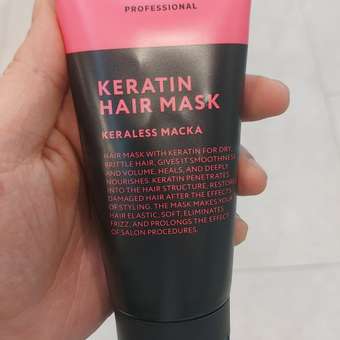 PROFESSIONAL
KERATIN
HAIR MASK
KERALESS МАСКА
HAIR MASK WITH KERATIN FOR DRY,
BRITTLE HAIR, GIVES IT SMOOTHNESS
AND VOLUME, HEALS, AND DEEPLY
NOURISHES. KERATIN PENETRATES
INTO THE HAIR STRUCTURE, RESTORES
DAMAGED HAIR AFTER THE EFFECTS
OF STYLING. THE MASK MAKES YOUR
HAIR ELASTIC, SOFT, ELIMINATES
FRIZZ, AND PROLONGS THE EFFECT
OF SALON PROCEDURES.